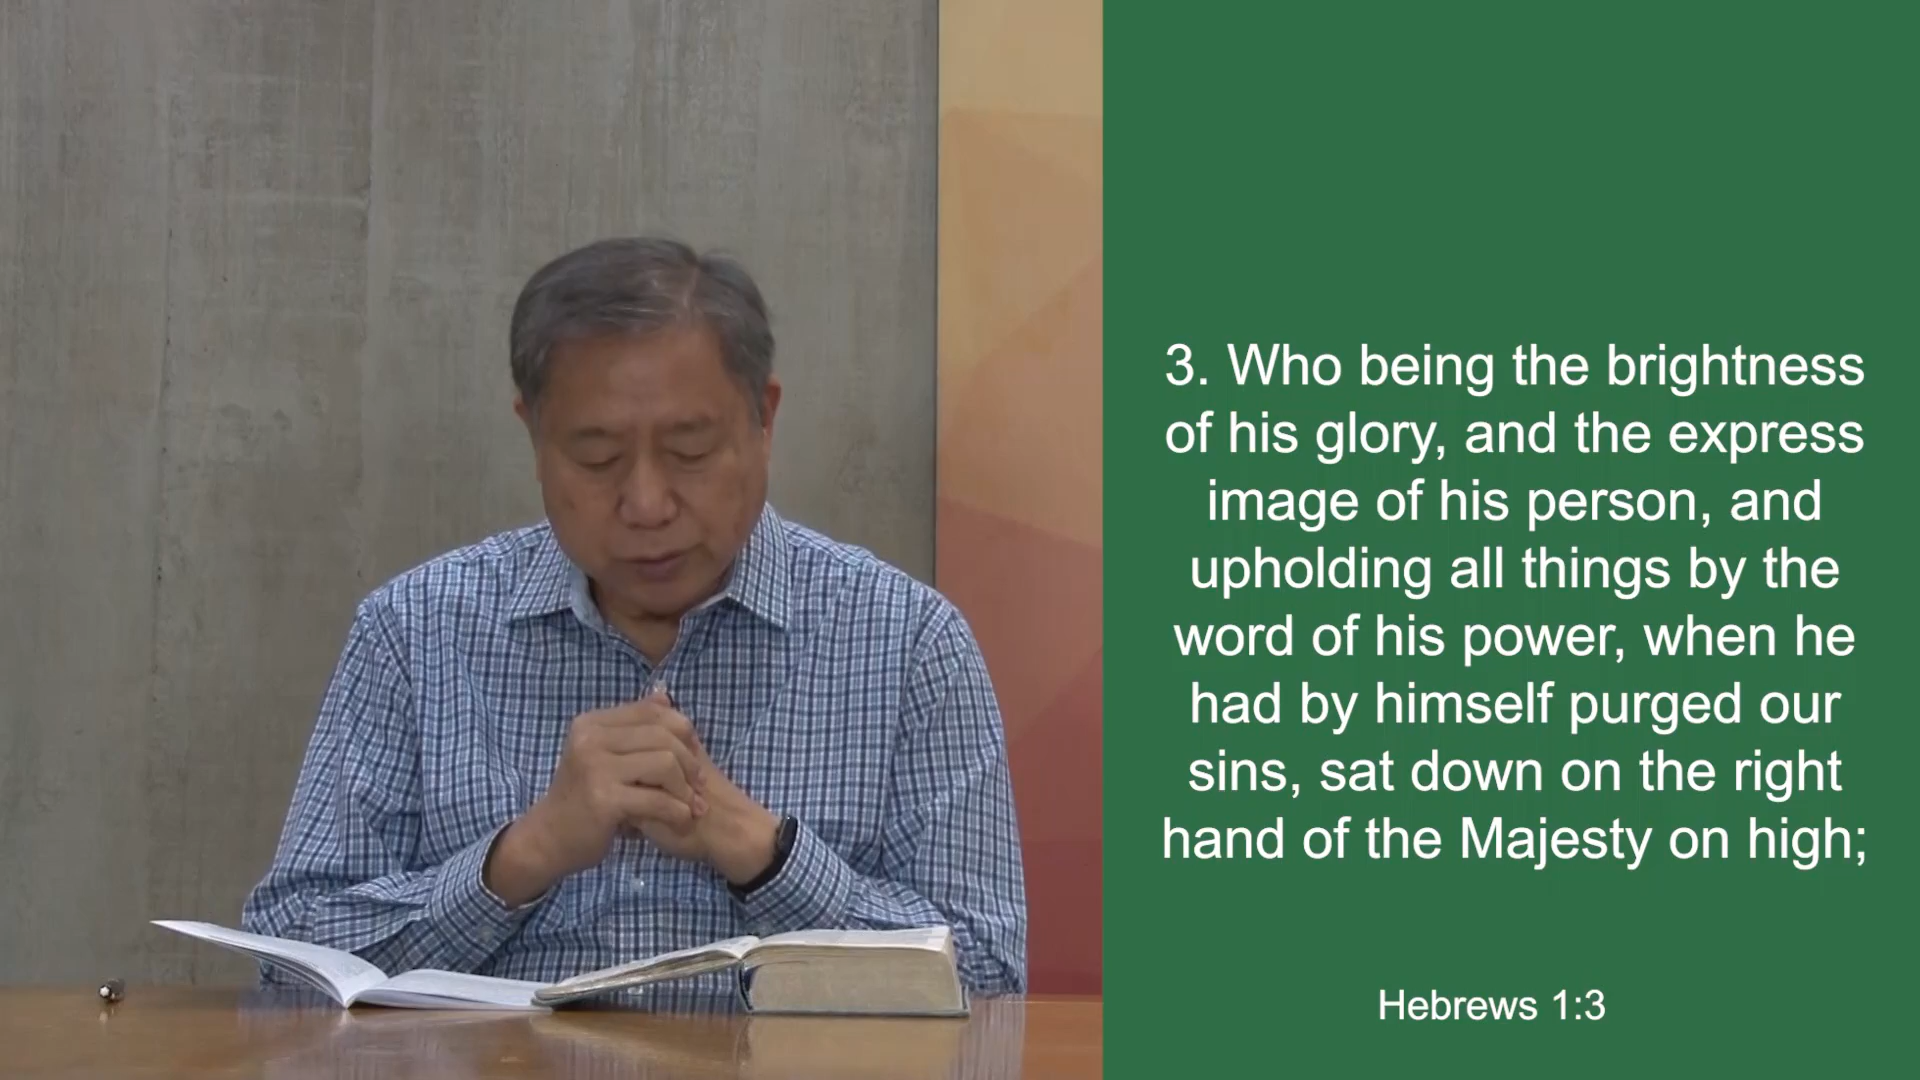 3. Who being the brightness
of his glory, and the express
image of his person, and
upholding all things by the
word of his power, when he
had by himself purged our
sins, sat down on the right
hand of the Majesty on high;
Hebrews 1:3